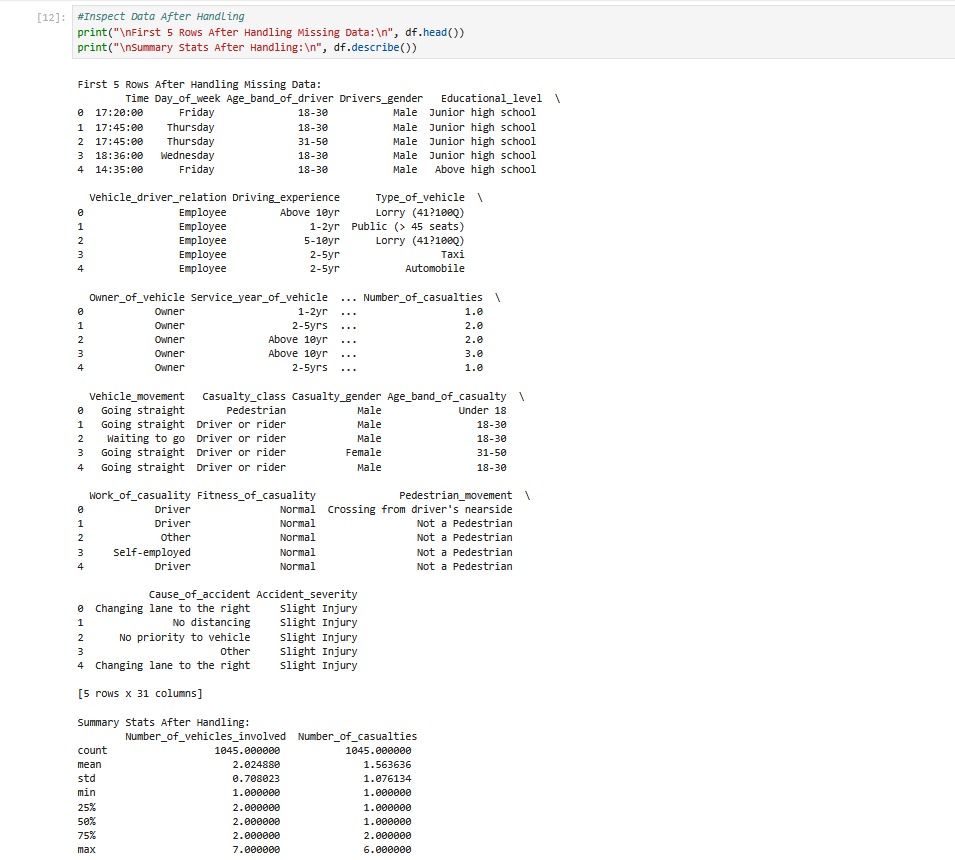 [12]: #Inspect Data After Handling
print("\nFirst 5 Rows After Handling Missing Data:\n", df.head())
print("\nSummary Stats After Handling:\n", df.describe())
First 5 Rows After Handling Missing Data:
Time Day_of_week Age_band_of_driver Drivers_gender Educational_level \
0 17:20:00 Friday 18-30 Male Junior high school
1 17:45:00 Thursday 18-30 Male Junior high school
2 17:45:00 Thursday 31-50 Male Junior high school
3 18:36:00 Wednesday 18-30 Male Junior high school
4 14:35:00 Friday 18-30 Male Above high school
Vehicle_driver_relation Driving_experience Type_of_vehicle \
0 Employee Above 10yr Lorry (41?100Q)
1 Employee 1-2yr Public (> 45 seats)
2 Employee 5-10yr Lorry (41?100Q)
3 Employee 2-5yr Taxi
4 Employee 2-5yr Automobile
Owner_of_vehicle Service_year_of_vehicle ... Number_of_casualties \
0 Owner 1-2yr ... 1.0
1 Owner 2-5yrs ... 2.0
2 Owner Above 10yr ... 2.0
3 Owner Above 10yr ... 3.0
4 Owner 2-5yrs ... 1.0
Vehicle_movement Casualty_class Casualty_gender Age_band_of_casualty \
0 Going straight Pedestrian Male Under 18
1 Going straight Driver or rider Male 18-30
2 Waiting to go Driver or rider Male 18-30
3 Going straight Driver or rider Female 31-50
4 Going straight Driver or rider Male 18-30
Work_of_casuality Fitness_of_casuality Pedestrian_movement \
0 Driver Normal Crossing from driver's nearside
1 Driver Normal Not a Pedestrian
2 Other Normal Not a Pedestrian
3 Self-employed Normal Not a Pedestrian
4 Driver Normal Not a Pedestrian
Cause_of_accident Accident_severity
0 Changing lane to the right Slight Injury
1 No distancing Slight Injury
2 No priority to vehicle Slight Injury
3 Other Slight Injury
4 Changing lane to the right Slight Injury
[5 rows x 31 columns]
Summary Stats After Handling:
Number_of_vehicles_involved Number_of_casualties
count 1045.000000 1045.000000
mean 2.024880 1.563636
std 0.708023 1.076134
min 1.000000 1.000000
25% 2.000000 1.000000
50% 2.000000 1.000000
75% 2.000000 2.000000
max 7.000000 6.000000